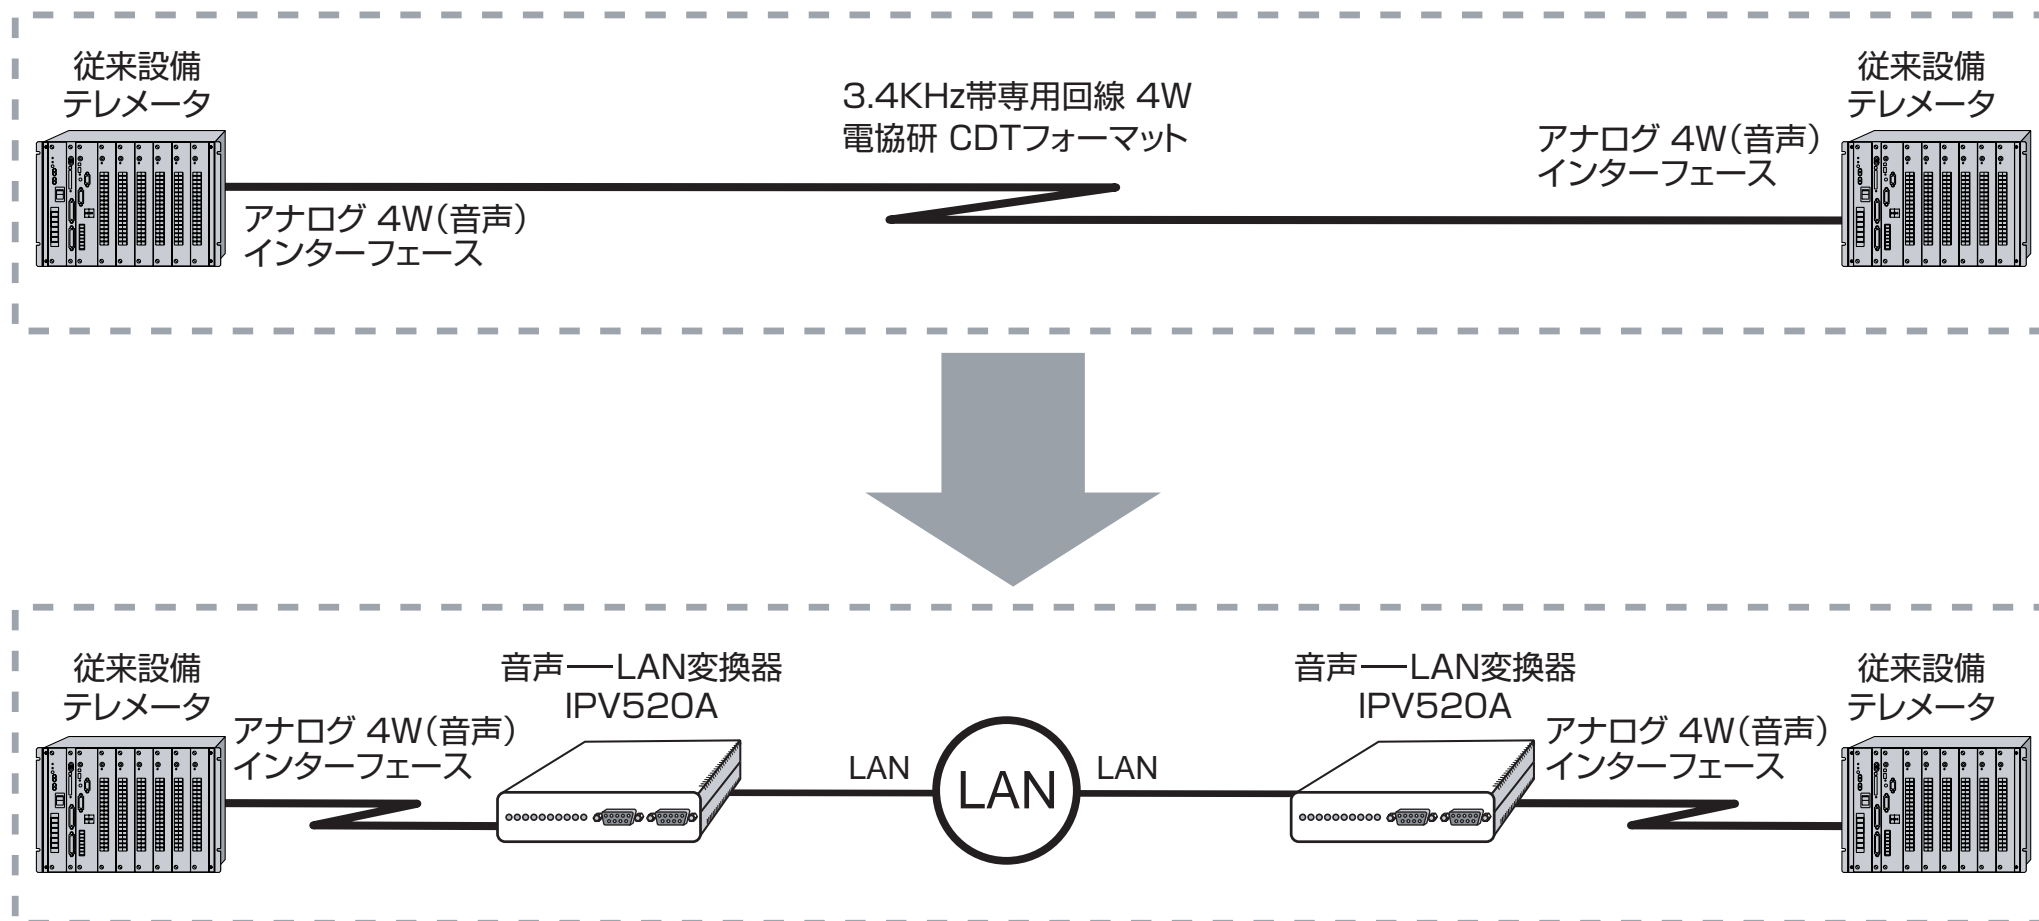 従来設備
テレメータ
3.4KHz帯専用回線 4W
電協研 CDTフォーマット
従来設備
テレメータ
アナログ 4W(音声)
インターフェース
アナログ 4W(音声)
インターフェース
従来設備
テレメータ
アナログ 4W(音声)
インターフェース
音声──LAN変換器
IPV520A
LAN
LAN
LAN
音声──LAN変換器
IPV520A
アナログ 4W(音声)
インターフェース
従来設備
テレメータ